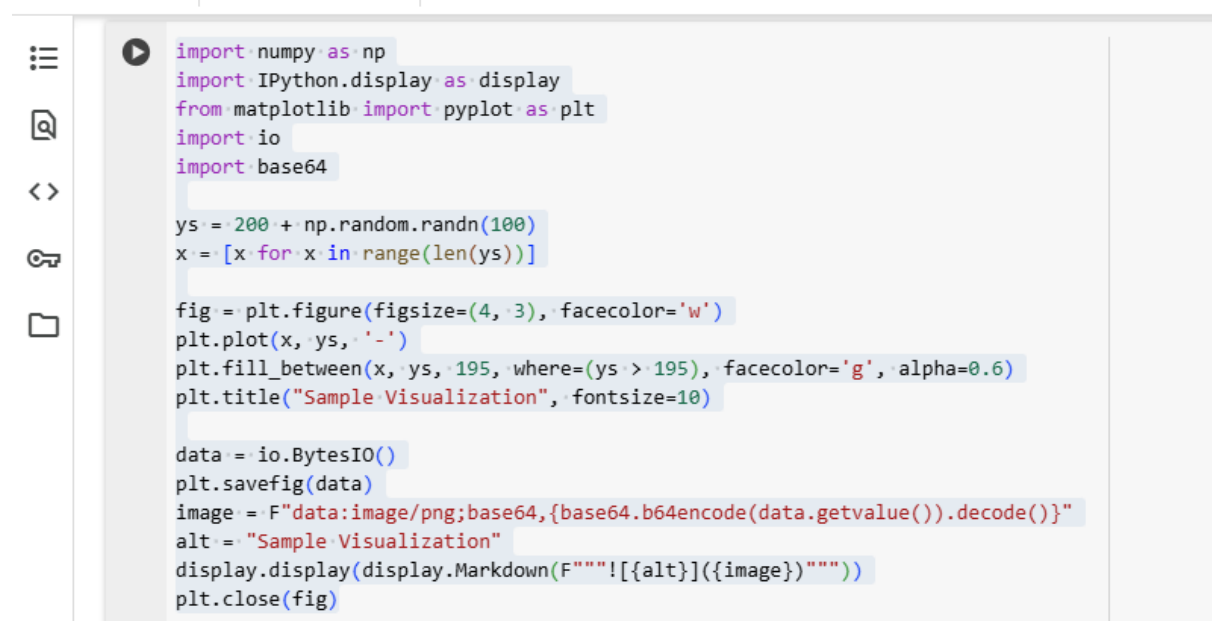 import numpy as np
import IPython.display as display
from matplotlib import pyplot as plt
import io
import base64
ys = 200 + np.random.randn(100)
x = [x for x in range(len(ys))]
fig = plt.figure(figsize=(4, 3), facecolor='w')
plt.plot(x, ys, '-')
plt.fill_between(x, ys, 195, where=(ys > 195), facecolor='g', alpha=0.6)
plt.title("Sample Visualization", fontsize=10)
data = io.BytesIO()
plt.savefig(data)
image = F"data:image/png;base64,{base64.b64encode(data.getvalue()).decode()}"
alt = "Sample Visualization"
display.display(display.Markdown(F"""![{alt}]({image})"""))
plt.close(fig)